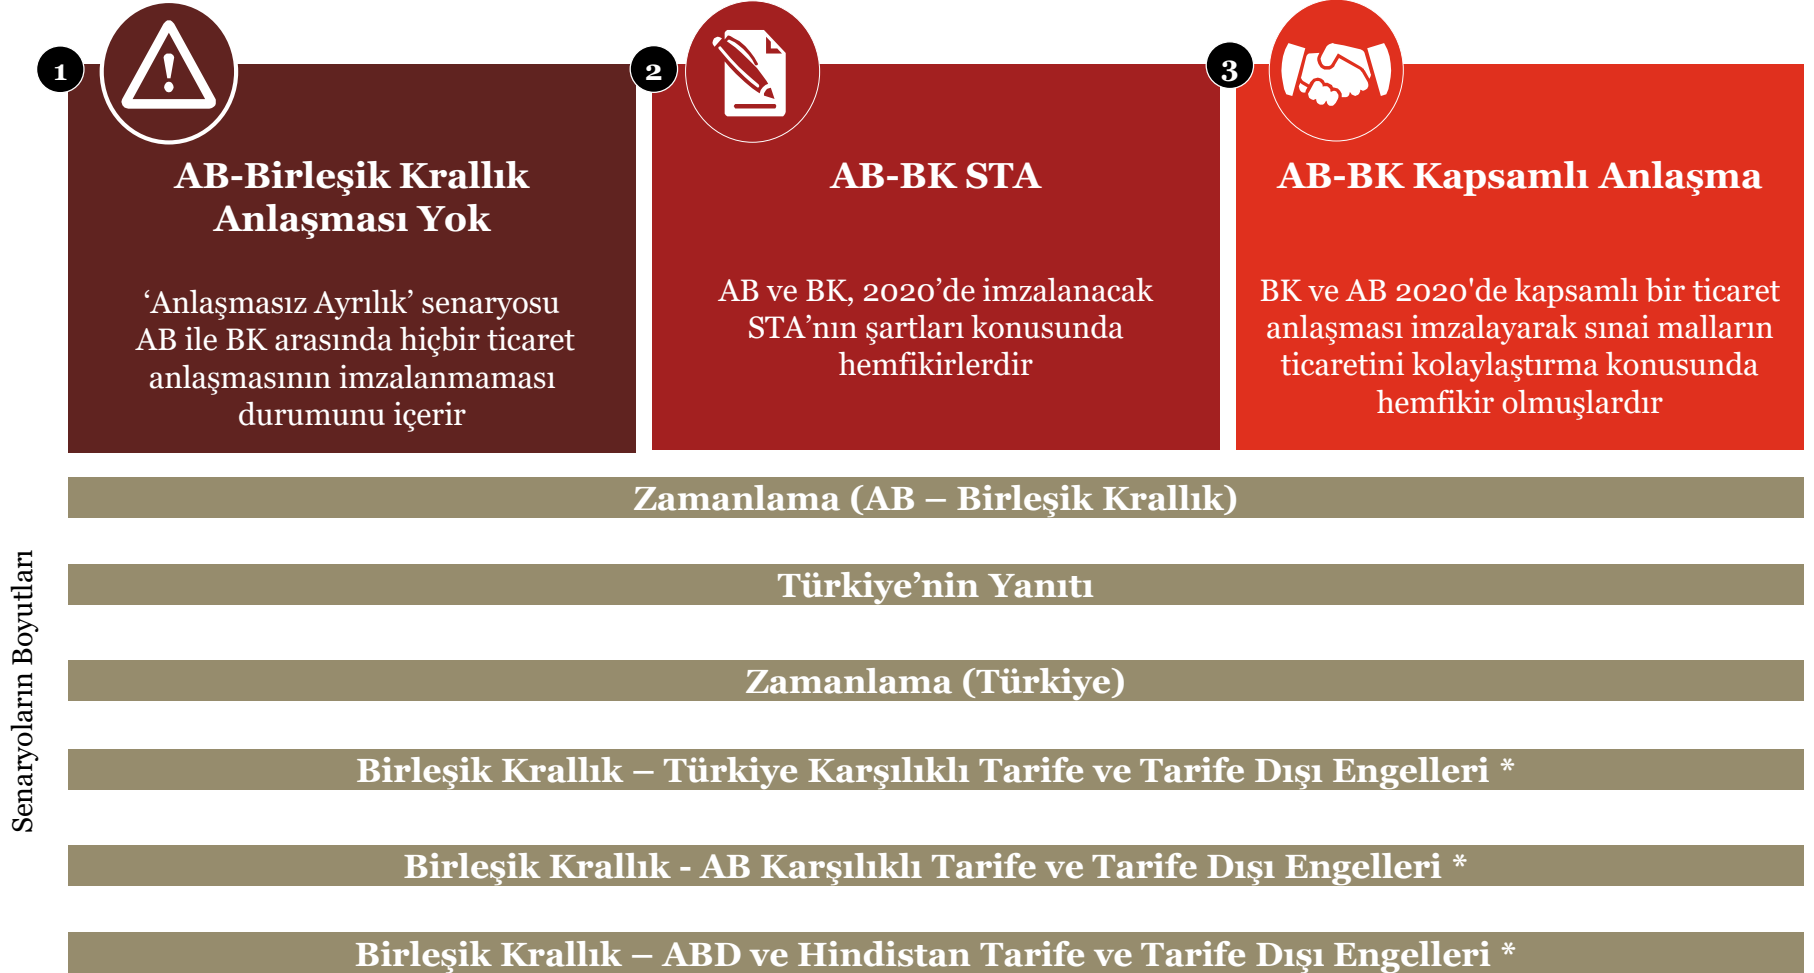 1
AB-Birleşik Krallık
Anlaşması Yok
‘Anlaşmasız Ayrılık’ senaryosu
AB ile BK arasında hiçbir ticaret
anlaşmasının imzalanmaması
durumunu içerir
2
AB-BK STA
AB ve BK, 2020’de imzalanacak
STA’nın şartları konusunda
hemfikirlerdir
3
AB-BK Kapsamlı Anlaşma
BK ve AB 2020'de kapsamlı bir ticaret
anlaşması imzalayarak sınai malların
ticaretini kolaylaştırma konusunda
hemfikir olmuşlardır
Senaryoların Boyutları
Zamanlama (AB – Birleşik Krallık)
Türkiye’nin Yanıtı
Zamanlama (Türkiye)
Birleşik Krallık – Türkiye Karşılıklı Tarife ve Tarife Dışı Engelleri *
Birleşik Krallık - AB Karşılıklı Tarife ve Tarife Dışı Engelleri *
Birleşik Krallık – ABD ve Hindistan Tarife ve Tarife Dışı Engelleri *